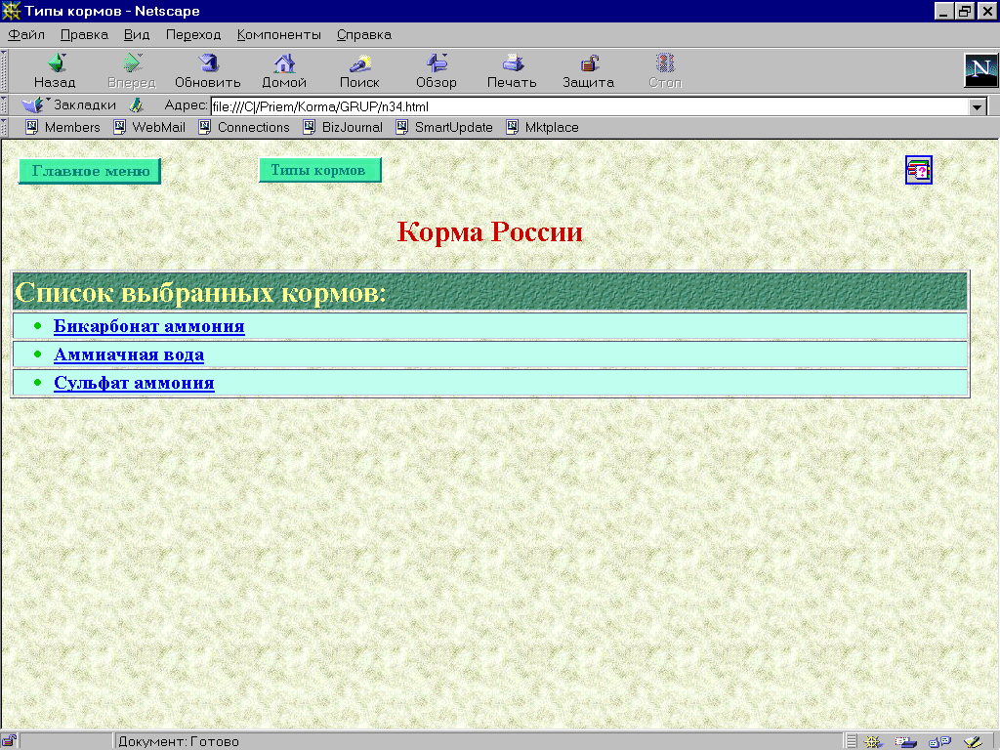 Типы кормов - Netscape
Файл Правка Вид Переход Компоненты Справка
Назад Вперед Обновить Домой Поиск Обзор Печать Защита Стоп
N
Закладки Адрес: file:///C|/Priem/Korma/GRUP/n34.html
Members WebMail Connections BizJournal SmartUpdate Mktplace
Главное меню Типы кормов
Корма России
Список выбранных кормов:
Бикарбонат аммония
Аммиачная вода
Сульфат аммония
Документ: Готово